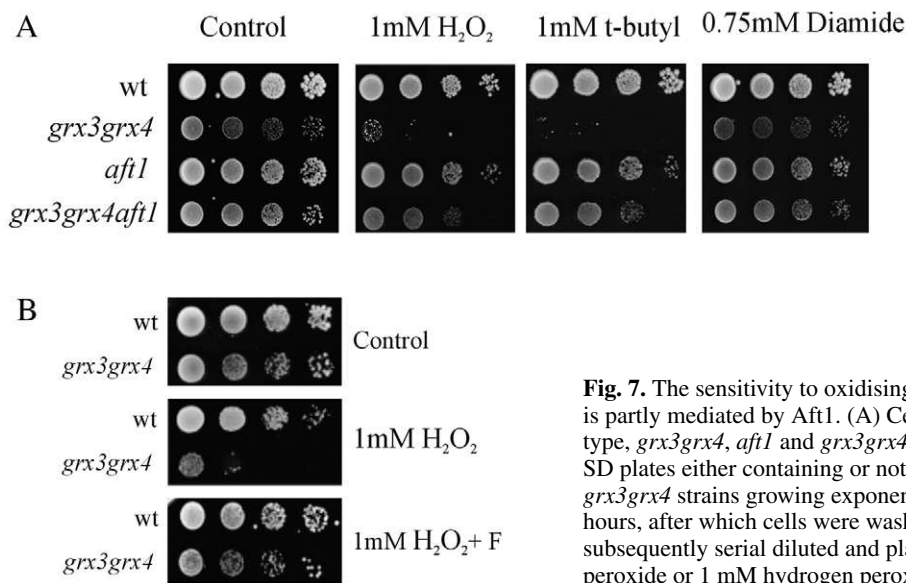 A
Control
1mM H₂O₂
1mM t-butyl
0.75mM Diamide
wt
grx3grx4
aft1
grx3grx4aft1
B
wt
grx3grx4
Control
wt
grx3grx4
1mM H₂O₂
wt
grx3grx4
1mM H₂O₂+ F
Fig. 7. The sensitivity to oxidising
is partly mediated by Aft1. (A) Ce
type, grx3grx4, aft1 and grx3grx4
SD plates either containing or not
grx3grx4 strains growing exponen
hours, after which cells were wash
subsequently serial diluted and pla
peroxide or 1 mM hydrogen perox